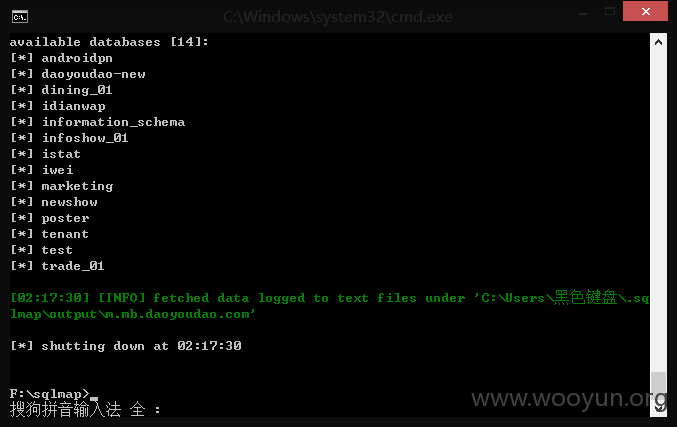 C:\Windows\system32\cmd.exe
available databases [14]:
[*] androidpn
[*] daoyoudao-new
[*] dining_01
[*] idianwap
[*] information_schema
[*] infoshow_01
[*] istat
[*] iwei
[*] marketing
[*] newshow
[*] poster
[*] tenant
[*] test
[*] trade_01
[02:17:30] [INFO] fetched data logged to text files under 'C:\Users\黑色键盘\.sq
lmap\output\m.mb.daoyoudao.com'
[*] shutting down at 02:17:30
F:\sqlmap>_
搜狗拼音输入法 全 :
www.wooyun.org